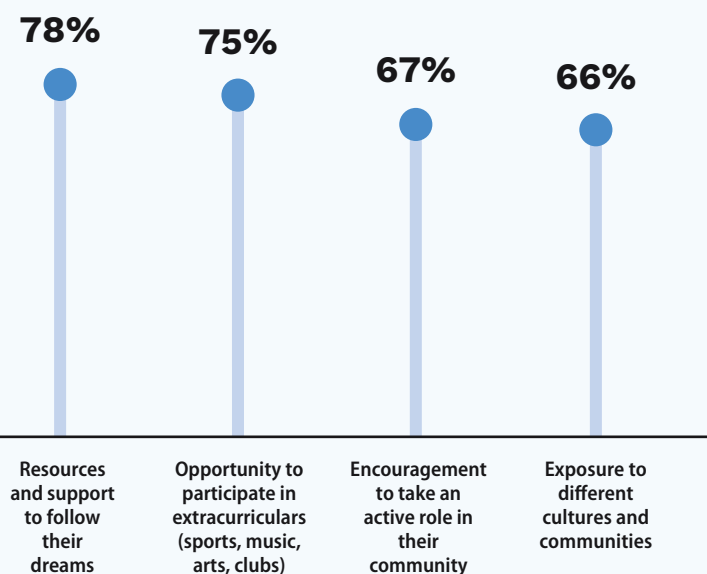 78%
75%
67%
66%
Resources
and support
to follow
their
dreams
Opportunity to
participate in
extracurriculars
(sports, music,
arts, clubs)
Encouragement
to take an
active role in
their
community
Exposure to
different
cultures and
communities